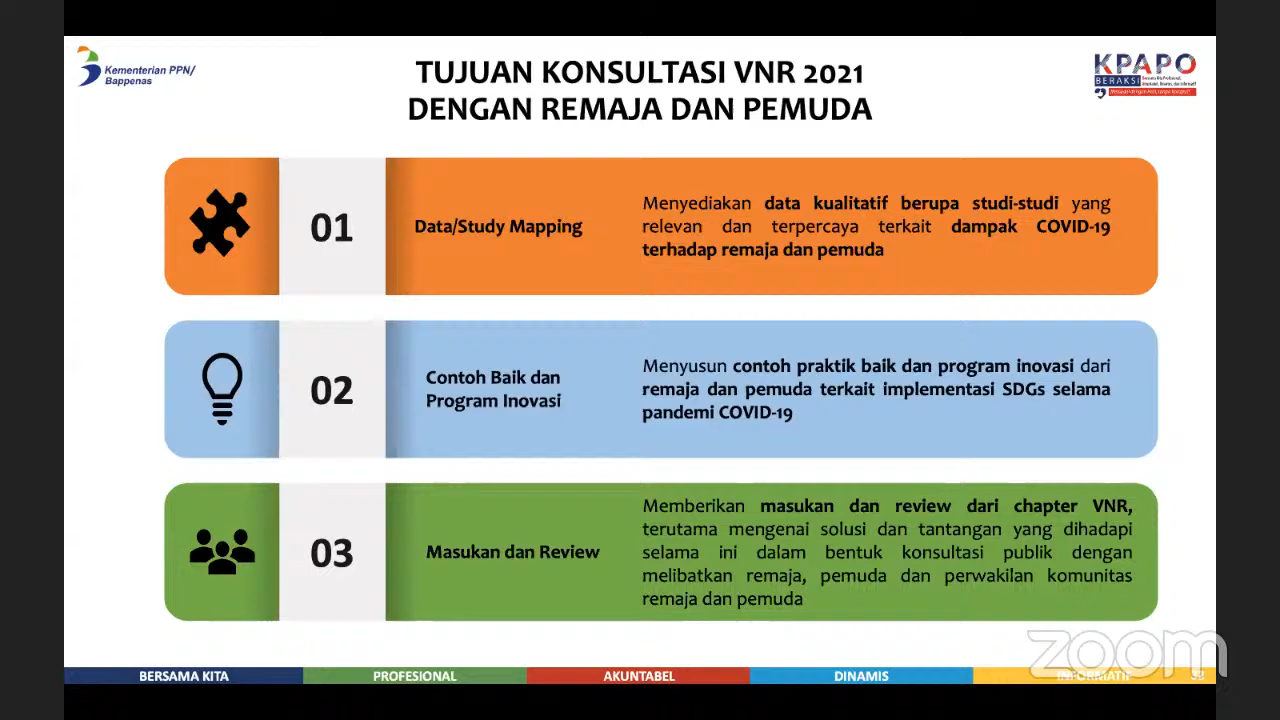 Kementerian PPN/
Bappenas
TUJUAN KONSULTASI VNR 2021
DENGAN REMAJA DAN PEMUDA
KPAPO
BERAKSI
01
Data/Study Mapping
Menyediakan data kualitatif berupa studi-studi yang
relevan dan terpercaya terkait dampak COVID-19
terhadap remaja dan pemuda
02
Contoh Baik dan
Program Inovasi
Menyusun contoh praktik baik dan program inovasi dari
remaja dan pemuda terkait implementasi SDGs selama
pandemi COVID-19
03
Masukan dan Review
Memberikan masukan dan review dari chapter VNR,
terutama mengenai solusi dan tantangan yang dihadapi
selama ini dalam bentuk konsultasi publik dengan
melibatkan remaja, pemuda dan perwakilan komunitas
remaja dan pemuda
zoom
BERSAMA KITA
PROFESIONAL
AKUNTABEL
DINAMIS
INFORMATIF